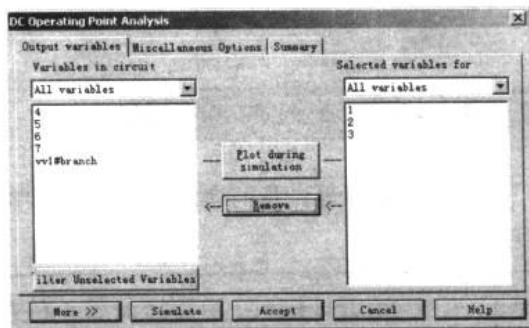 DC Operating Point Analysis
Output variables
Miscellaneous Options
Summary
Variables in circuit
All variables
4
5
6
7
vv1#branch
Plot during
simulation
Remove
Selected variables for
All variables
1
2
3
ilter Unselected Variables
More >>
Simulate
Accept
Cancel
Help